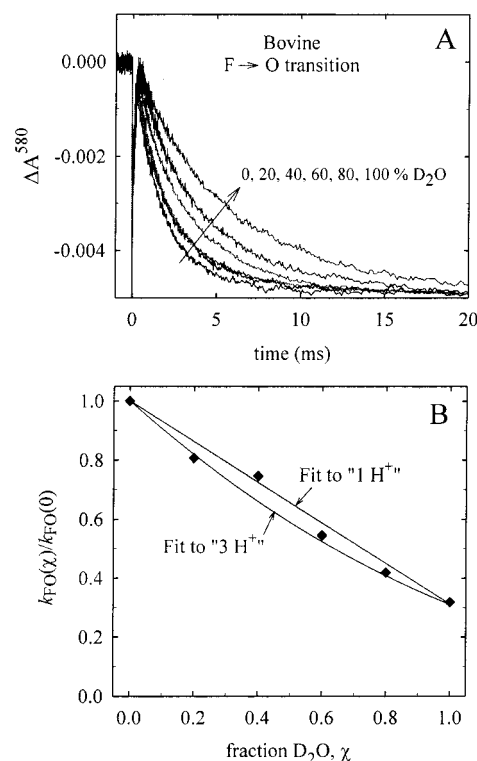 A
Bovine
F → O transition
0.000
-0.002
-0.004
ΔA⁵⁸⁰
0, 20, 40, 60, 80, 100 % D₂O
0 5 10 15 20
time (ms)
B
1.0
0.8
0.6
0.4
0.2
0.0
k_FO(χ)/k_FO(0)
Fit to "1 H⁺"
Fit to "3 H⁺"
0.0 0.2 0.4 0.6 0.8 1.0
fraction D₂O, χ